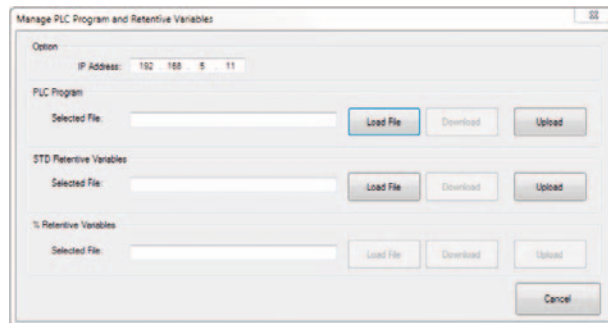 Manage PLC Program and Retentive Variables
Option
IP Address: 192 . 168 . 5 . 11
PLC Program
Selected File: Load File Download Upload
STD Retentive Variables
Selected File: Load File Download Upload
% Retentive Variables
Selected File: Load File Download Upload
Cancel